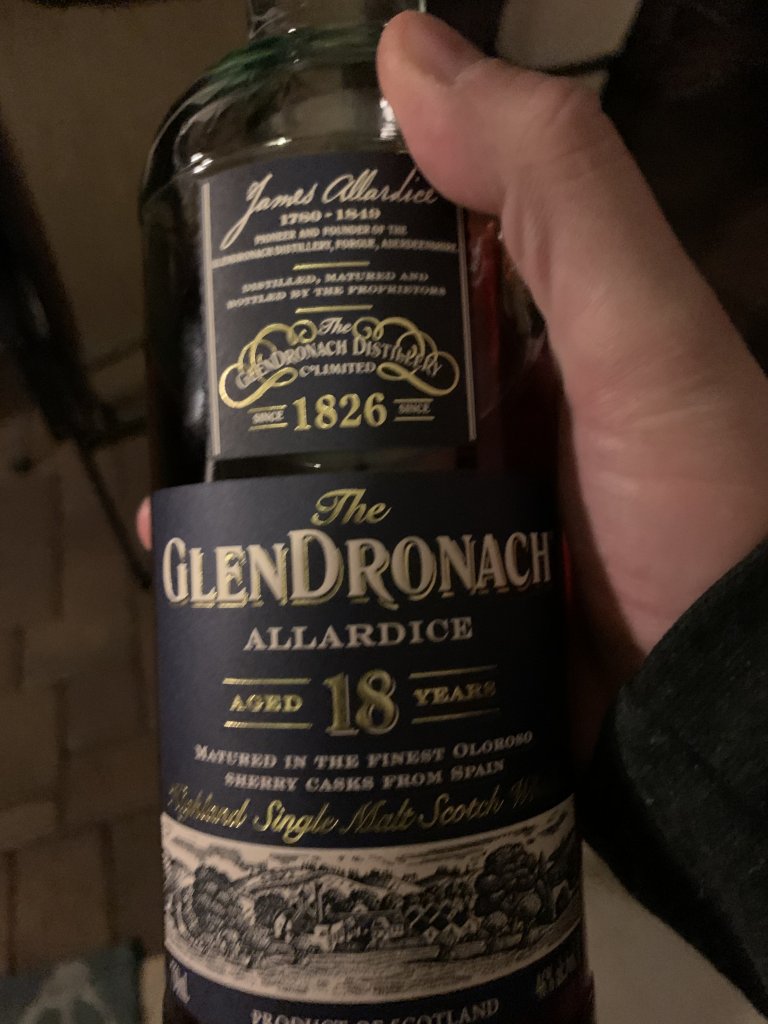 James Allardice
1780 - 1849
PIONEER AND FOUNDER OF THE
GLENDRONACH DISTILLERY, FORGUE, ABERDEENSHIRE
DISTILLED, MATURED AND
BOTTLED BY THE PROPRIETORS
The
GLENDRONACH DISTILLERY
CO LIMITED
SINCE 1826 SINCE
The
GLENDRONACH
ALLARDICE
AGED 18 YEARS
MATURED IN THE FINEST OLOROSO
SHERRY CASKS FROM SPAIN
Highland Single Malt Scotch
PRODUCT OF SCOTLAND